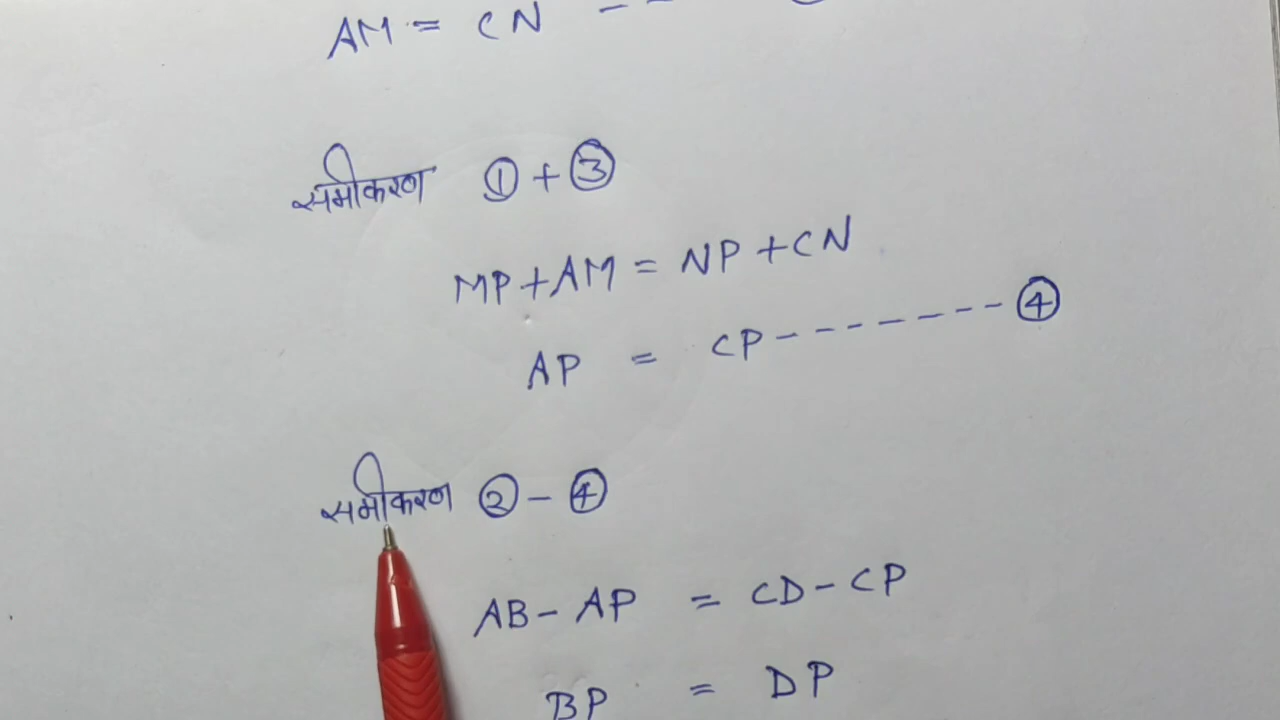 AM = CN --
समीकरण ① + ③
MP + AM = NP + CN
AP = CP -------- ④
समीकरण ② - ④
AB - AP = CD - CP
BP = DP